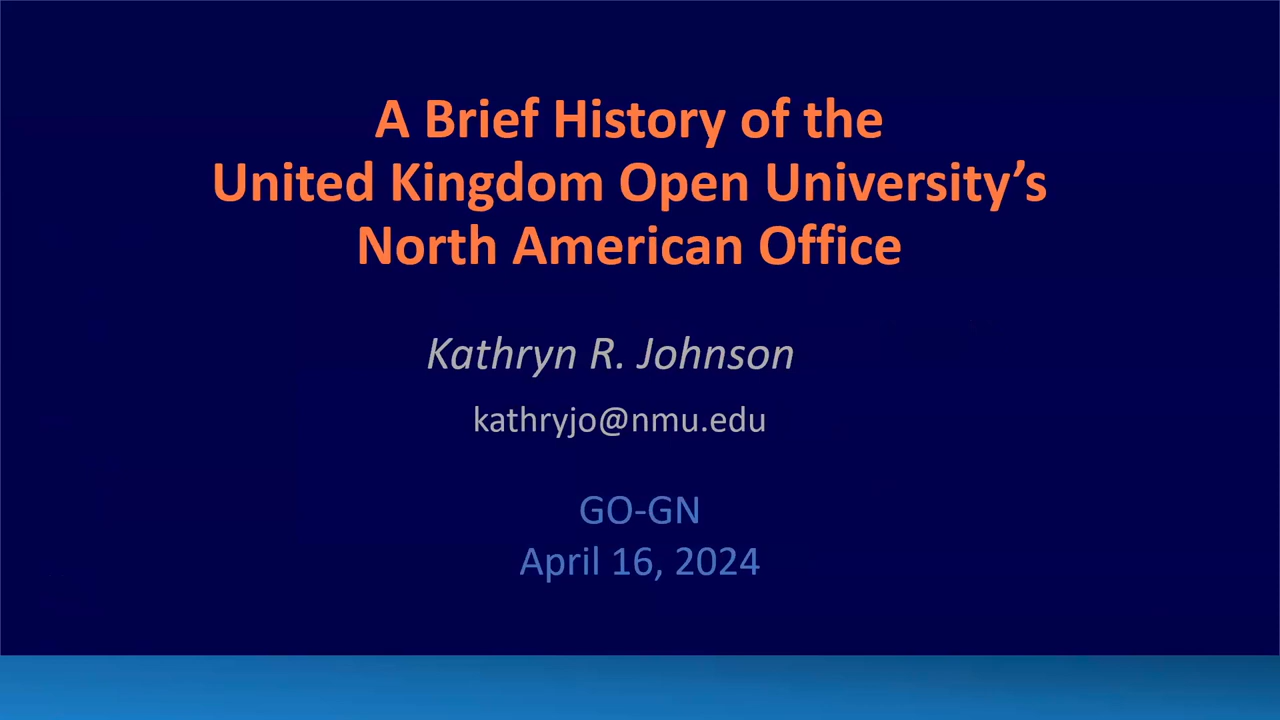 A Brief History of the
United Kingdom Open University’s
North American Office
Kathryn R. Johnson
kathryjo@nmu.edu
GO-GN
April 16, 2024